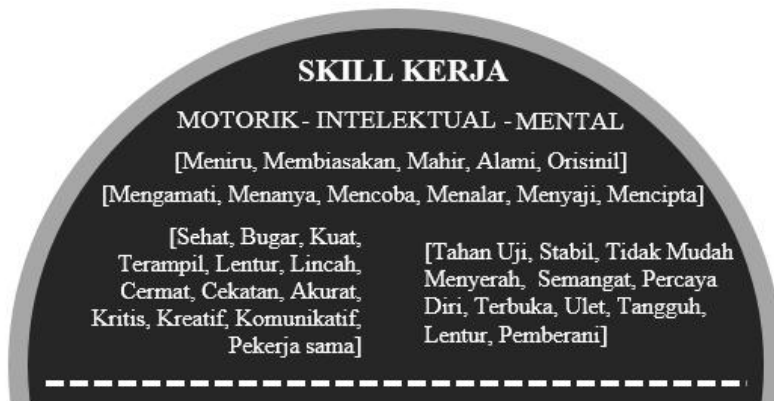 SKILL KERJA
MOTORIK - INTELEKTUAL - MENTAL
[Meniru, Membiasakan, Mahir, Alami, Orisinil]
[Mengamati, Menanya, Mencoba, Menalar, Menyaji, Mencipta]
[Sehat, Bugar, Kuat,
Terampil, Lentur, Lincah,
Cermat, Cekatan, Akurat,
Kritis, Kreatif, Komunikatif,
Pekerja sama]
[Tahan Uji, Stabil, Tidak Mudah
Menyerah, Semangat, Percaya
Diri, Terbuka, Ulet, Tangguh,
Lentur, Pemberani]